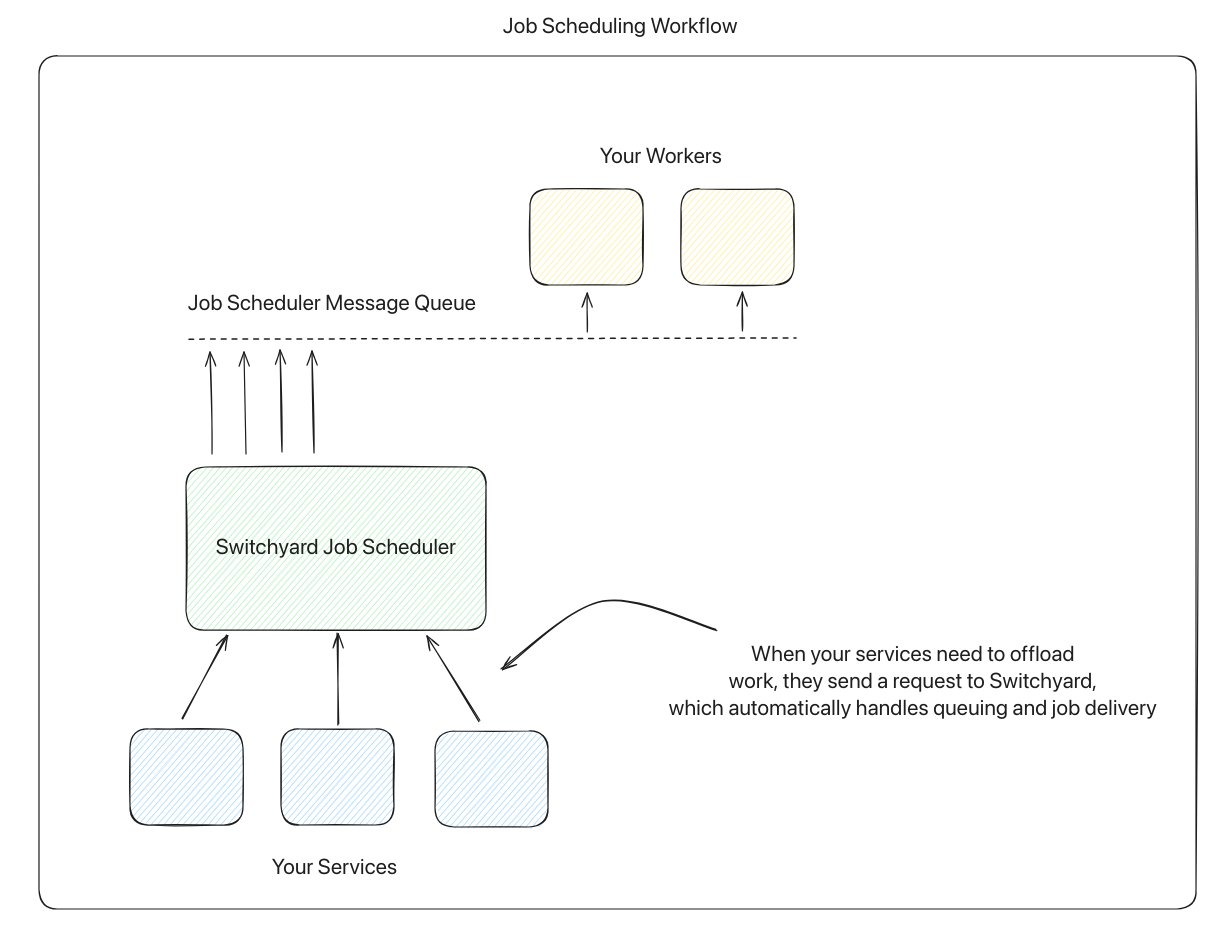 Job Scheduling Workflow
Your Workers
Job Scheduler Message Queue
Switchyard Job Scheduler
When your services need to offload
work, they send a request to Switchyard,
which automatically handles queuing and job delivery
Your Services